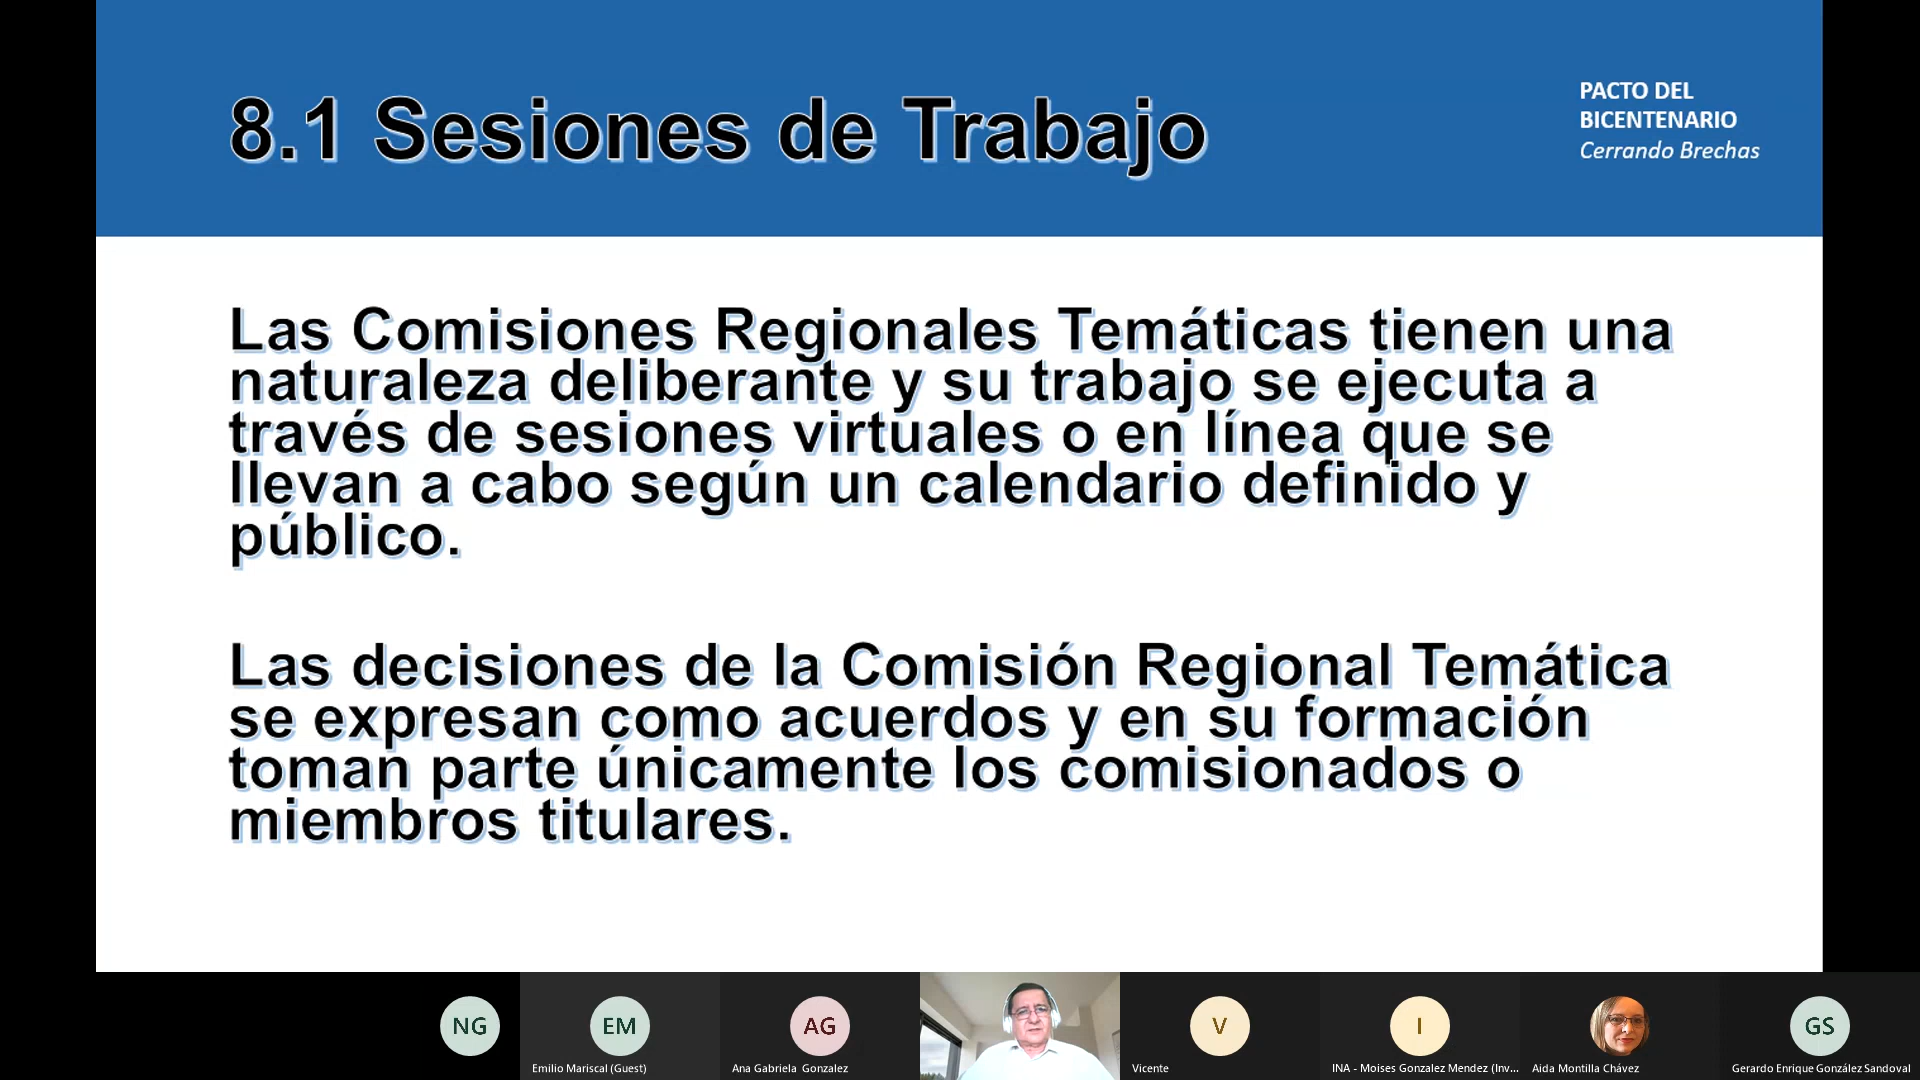 8.1 Sesiones de Trabajo
PACTO DEL
BICENTENARIO
Cerrando Brechas
Las Comisiones Regionales Temáticas tienen una
naturaleza deliberante y su trabajo se ejecuta a
través de sesiones virtuales o en línea que se
llevan a cabo según un calendario definido y
público.
Las decisiones de la Comisión Regional Temática
se expresan como acuerdos y en su formación
toman parte únicamente los comisionados o
miembros titulares.
NG
EM
AG
V
I
GS
Emilio Mariscal (Guest)
Ana Gabriela Gonzalez
Vicente
INA - Moises Gonzalez Mendez (Inv...
Aida Montilla Chávez
Gerardo Enrique González Sandoval